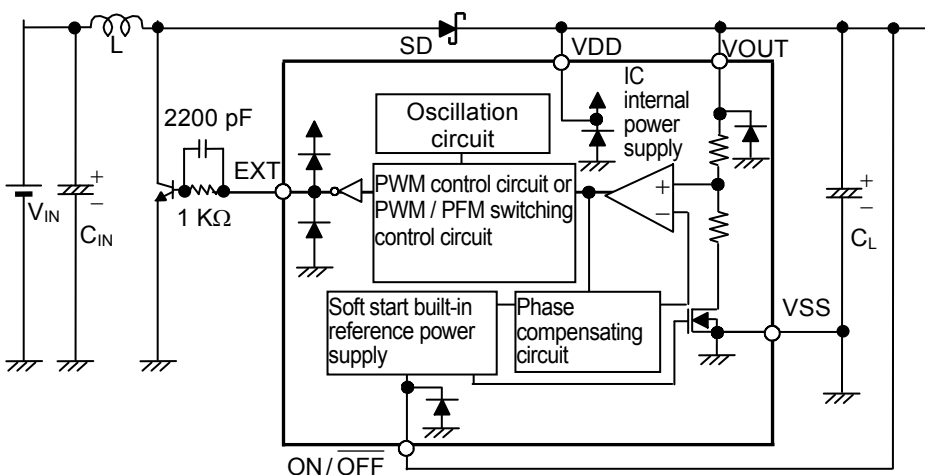 L
SD
VDD
VOUT
IC
internal
power
supply
2200 pF
Oscillation
circuit
EXT
+
−
VIN
+
−
CIN
1 KΩ
PWM control circuit or
PWM / PFM switching
control circuit
+
−
+
−
CL
Soft start built-in
reference power
supply
Phase
compensating
circuit
VSS
ON / OFF